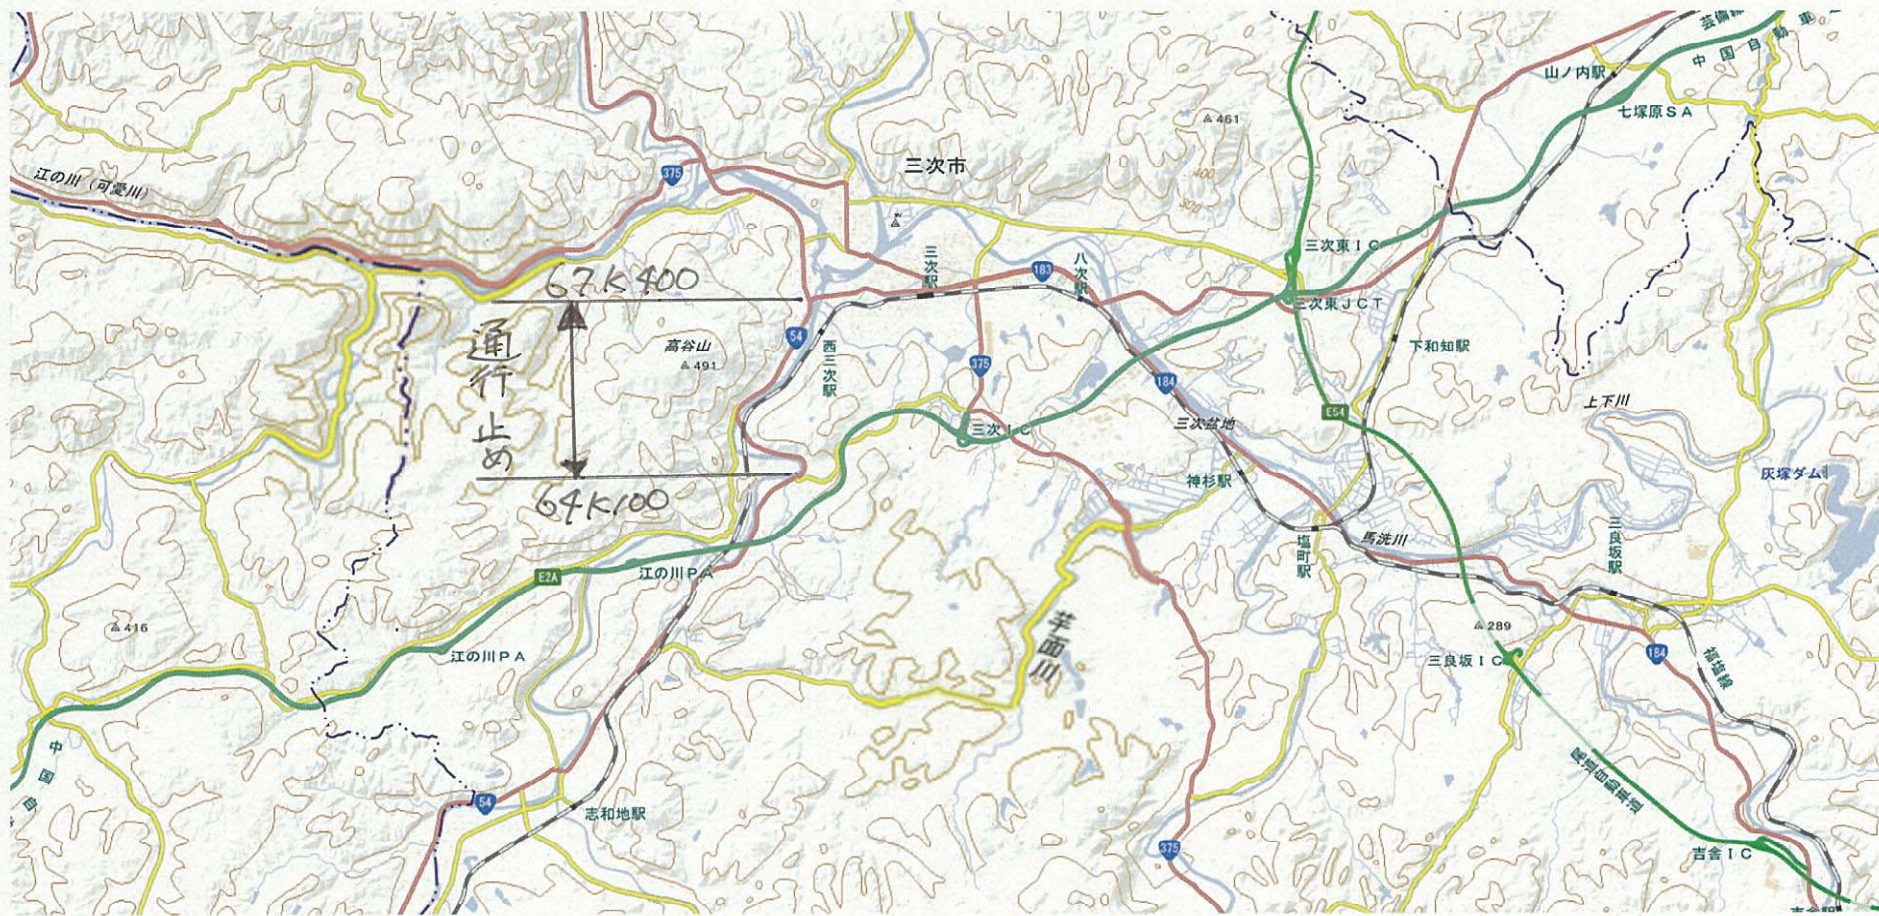 芸備線
中国自動車
山ノ内駅
七塚原SA
461
三次市
375
江の川（可愛川）
400
300
三次東IC
三次駅
八次駅
183
67K400
三次東JCT
通行止め
54
高谷山
491
西三次駅
375
下和知駅
184
E54
上下川
三次盆地
三次IC
64K100
神杉駅
灰塚ダム
塩町駅
馬洗川
三良坂駅
E2A
江の川PA
芋面川
416
289
江の川PA
三良坂IC
184
福塩線
中国自
尾道自動車道
54
志和地駅
375
吉舎IC
吉舎駅